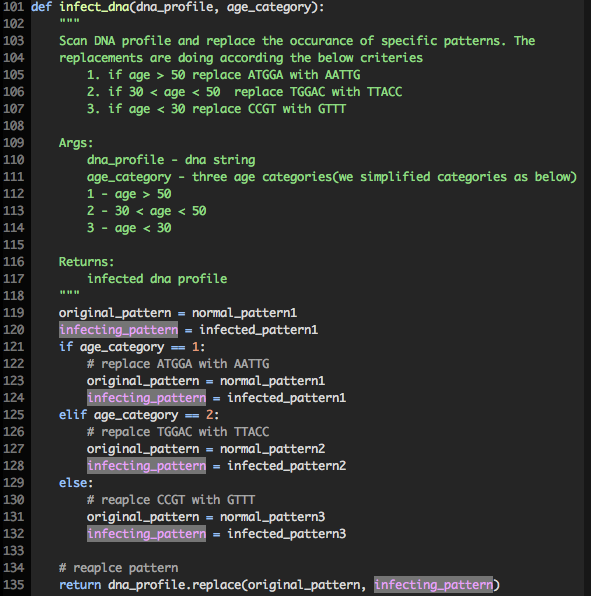 101 def infect_dna(dna_profile, age_category):
102     """
103     Scan DNA profile and replace the occurance of specific patterns. The
104     replacements are doing according the below criteries
105         1. if age > 50 replace ATGGA with AATTG
106         2. if 30 < age < 50  replace TGGAC with TTACC
107         3. if age < 30 replace CCGT with GTTT
108
109     Args:
110         dna_profile - dna string
111         age_category - three age categories(we simplified categories as below)
112         1 - age > 50
113         2 - 30 < age < 50
114         3 - age < 30
115
116     Returns:
117         infected dna profile
118     """
119     original_pattern = normal_pattern1
120     infecting_pattern = infected_pattern1
121     if age_category == 1:
122         # replace ATGGA with AATTG
123         original_pattern = normal_pattern1
124         infecting_pattern = infected_pattern1
125     elif age_category == 2:
126         # repalce TGGAC with TTACC
127         original_pattern = normal_pattern2
128         infecting_pattern = infected_pattern2
129     else:
130         # reaplce CCGT with GTTT
131         original_pattern = normal_pattern3
132         infecting_pattern = infected_pattern3
133
134     # reaplce pattern
135     return dna_profile.replace(original_pattern, infecting_pattern)